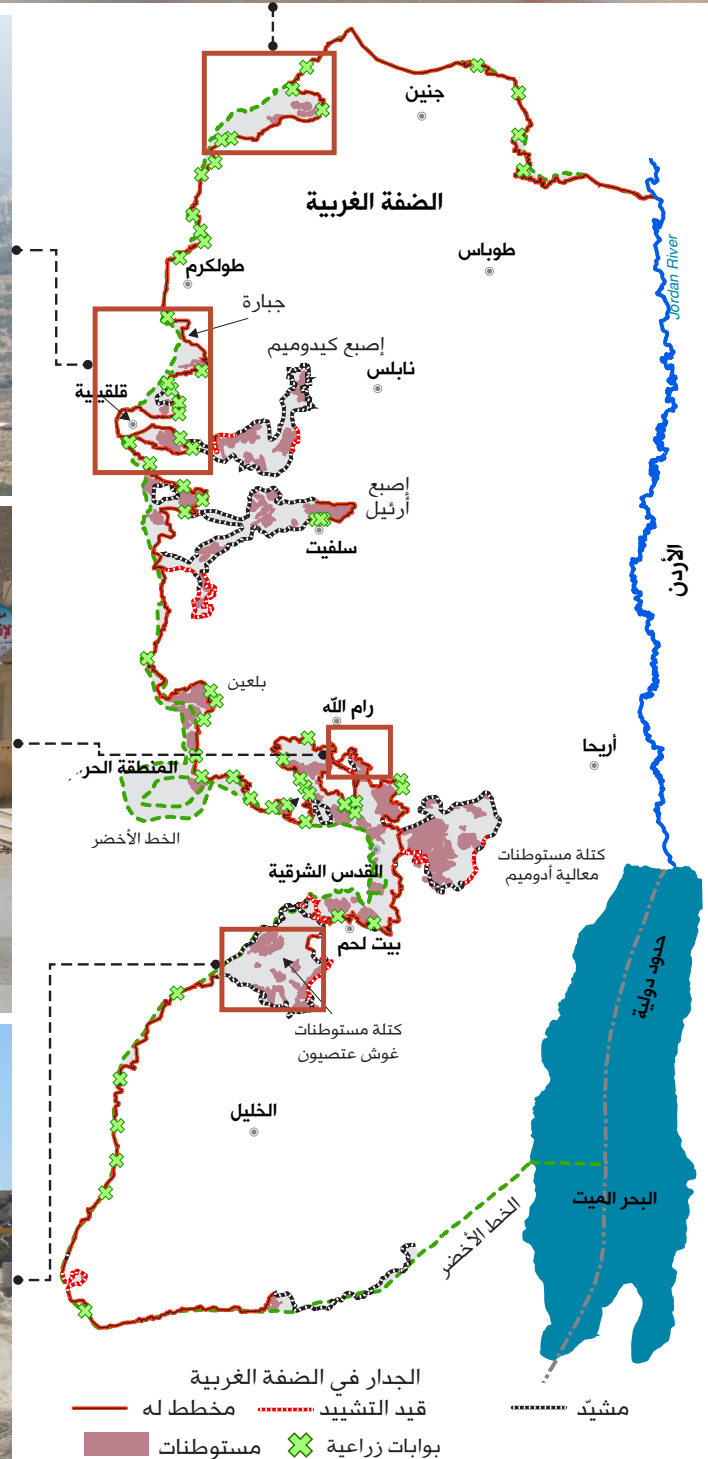 جنين
الضفة الغربية
طوباس
طولكرم
Jordan River
جبارة
إصبع كيدوميم
نابلس
قلقيلية
إصبع
أرئيل
سلفيت
الأردن
بلعين
رام الله
أريحا
المنطقة الحر
الخط الأخضر
كتلة مستوطنات
معالية أدوميم
القدس الشرقية
بيت لحم
حدود دولية
كتلة مستوطنات
غوش عتصيون
الخليل
البحر الميت
الخط الأخضر
الجدار في الضفة الغربية
مشيّد
قيد التشييد
مخطط له
بوابات زراعية
مستوطنات